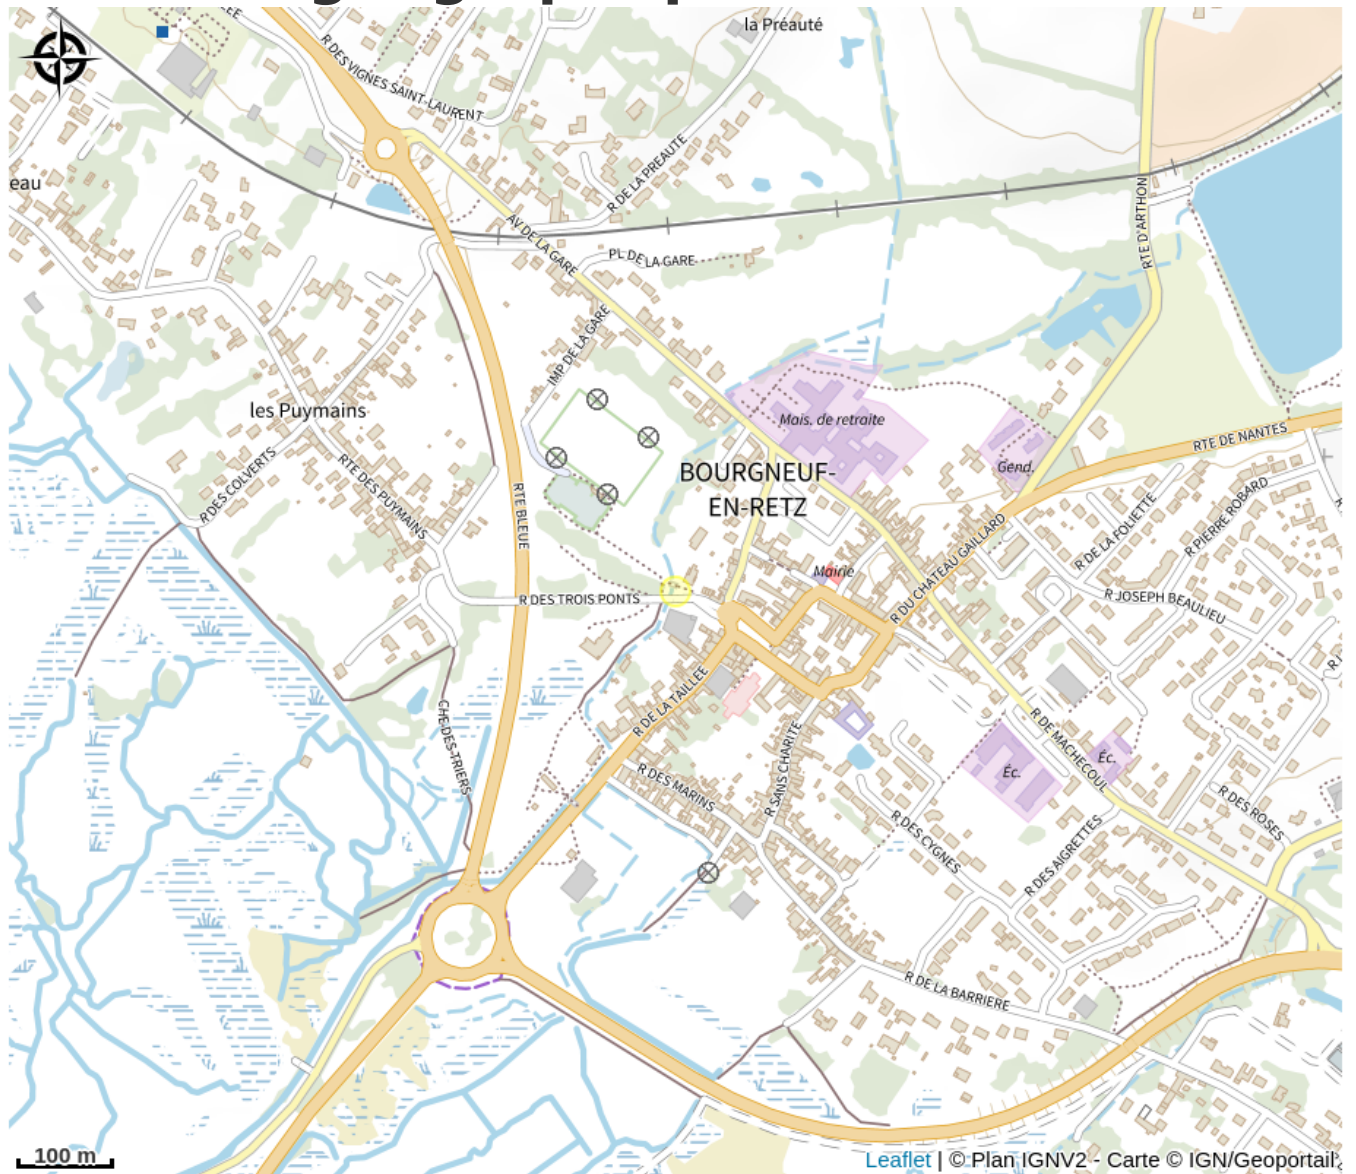 la Préauté
R DES VIGNES SAINT-LAURENT
R DE LA PREAUTE
eau
AV DE LA GARE
PL DE LA GARE
RTE D'ARTHON
IMP DE LA GARE
les Puymains
Mais. de retraite
RTE DE NANTES
R DES COLVERTS
RTE DES PUYMAINS
BOURGNEUF-
EN-RETZ
Gend.
RTE BLEUE
R DE LA FOLIETTE
R PIERRE ROBARD
R DU CHATEAU GAILLARD
Mairie
R DES TROIS PONTS
R JOSEPH BEAULIEU
R DE LA TAILLEE
CHE DES TRIERS
R DE MACHECOUL
R SANS CHARITE
R DES MARINS
Éc.
Éc.
R DES CYGNES
R DES ROSES
R DES AIGRETTES
R DE LA BARRIERE
100 m
Leaflet | © Plan IGNV2 - Carte © IGN/Geoportail